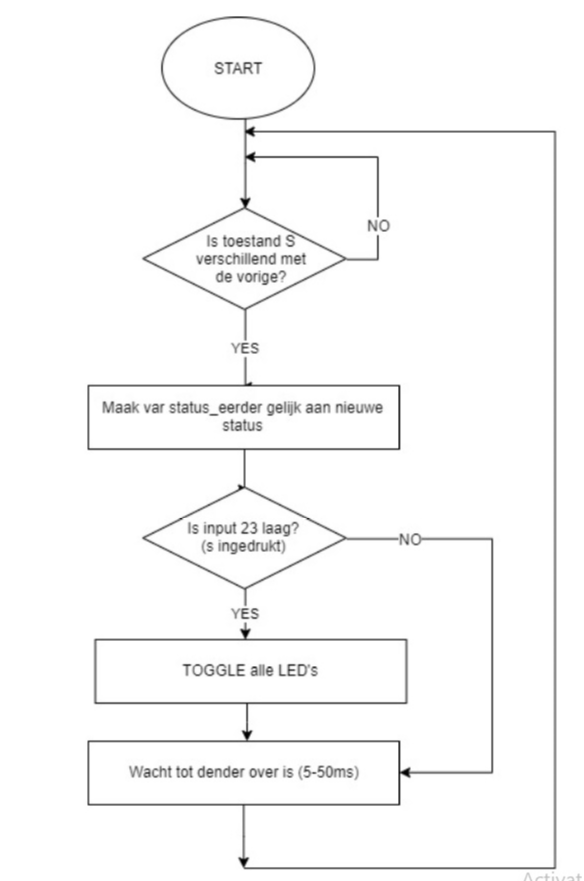 START
NO
Is toestand S
verschillend met
de vorige?
YES
Maak var status_eerder gelijk aan nieuwe
status
Is input 23 laag?
(s ingedrukt)
NO
YES
TOGGLE alle LED's
Wacht tot dender over is (5-50ms)
Activat